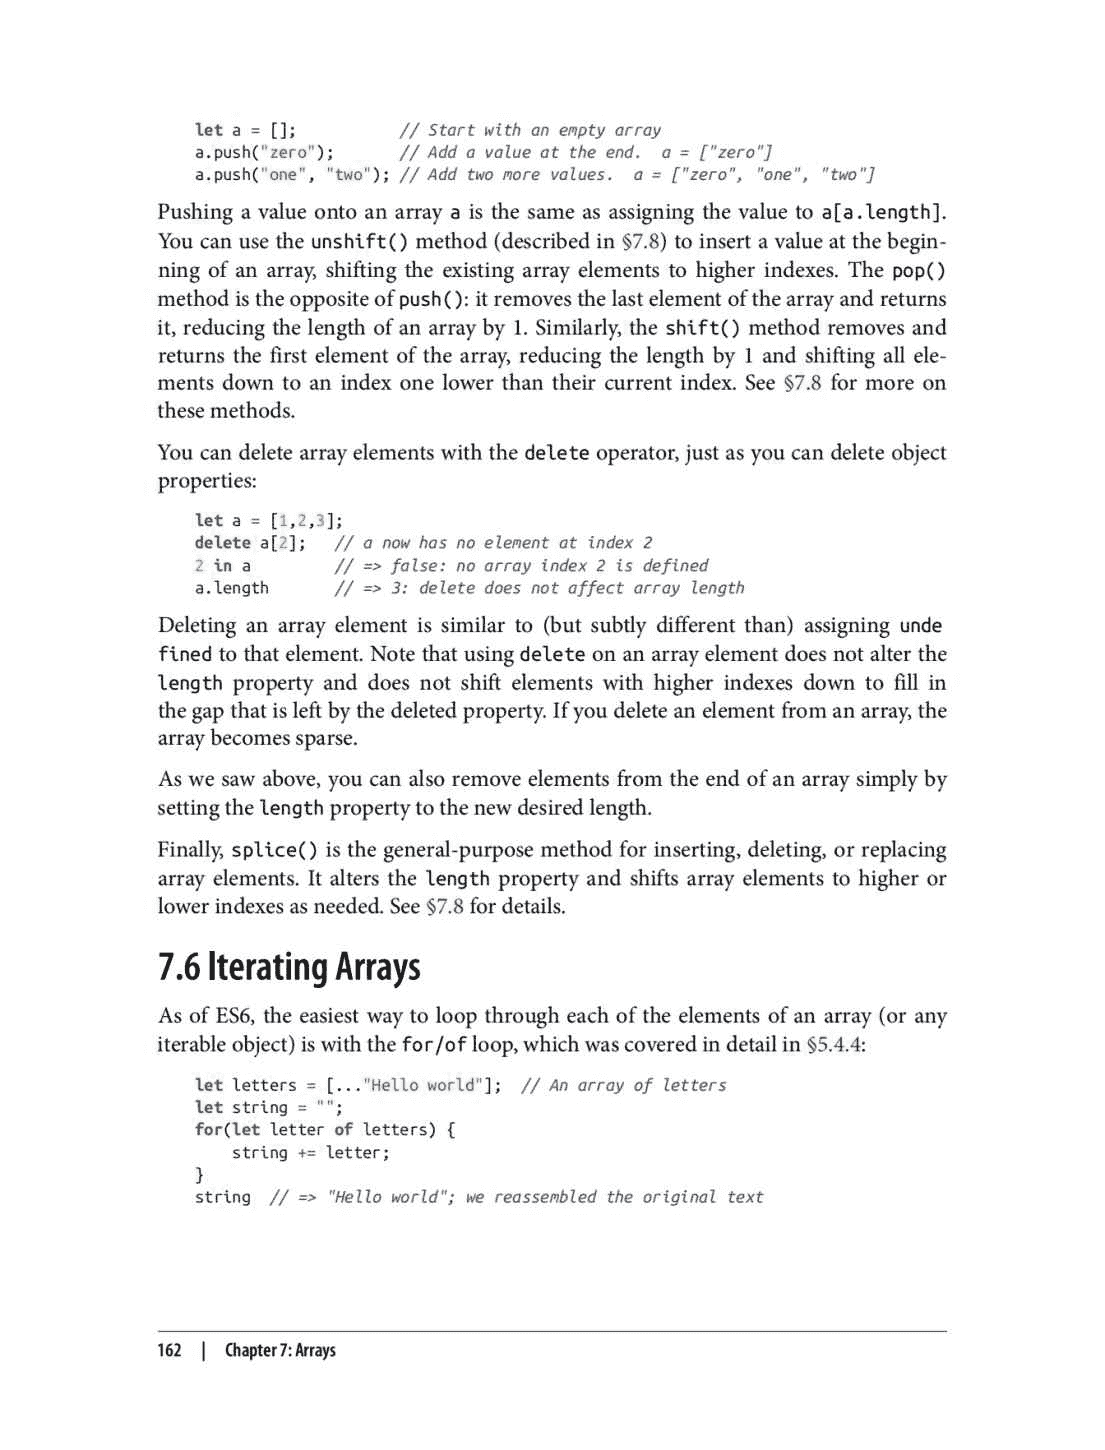 let a = [];           // Start with an empty array
a.push("zero");       // Add a value at the end.  a = ["zero"]
a.push("one", "two"); // Add two more values.  a = ["zero", "one", "two"]
Pushing a value onto an array a is the same as assigning the value to a[a.length].
You can use the unshift() method (described in §7.8) to insert a value at the begin-
ning of an array, shifting the existing array elements to higher indexes. The pop()
method is the opposite of push(): it removes the last element of the array and returns
it, reducing the length of an array by 1. Similarly, the shift() method removes and
returns the first element of the array, reducing the length by 1 and shifting all ele-
ments down to an index one lower than their current index. See §7.8 for more on
these methods.
You can delete array elements with the delete operator, just as you can delete object
properties:
let a = [1,2,3];
delete a[2];   // a now has no element at index 2
2 in a         // => false: no array index 2 is defined
a.length       // => 3: delete does not affect array length
Deleting an array element is similar to (but subtly different than) assigning unde
fined to that element. Note that using delete on an array element does not alter the
length property and does not shift elements with higher indexes down to fill in
the gap that is left by the deleted property. If you delete an element from an array, the
array becomes sparse.
As we saw above, you can also remove elements from the end of an array simply by
setting the length property to the new desired length.
Finally, splice() is the general-purpose method for inserting, deleting, or replacing
array elements. It alters the length property and shifts array elements to higher or
lower indexes as needed. See §7.8 for details.
7.6 Iterating Arrays
As of ES6, the easiest way to loop through each of the elements of an array (or any
iterable object) is with the for/of loop, which was covered in detail in §5.4.4:
let letters = [..."Hello world"];  // An array of letters
let string = "";
for(let letter of letters) {
    string += letter;
}
string  // => "Hello world"; we reassembled the original text
162 | Chapter 7: Arrays